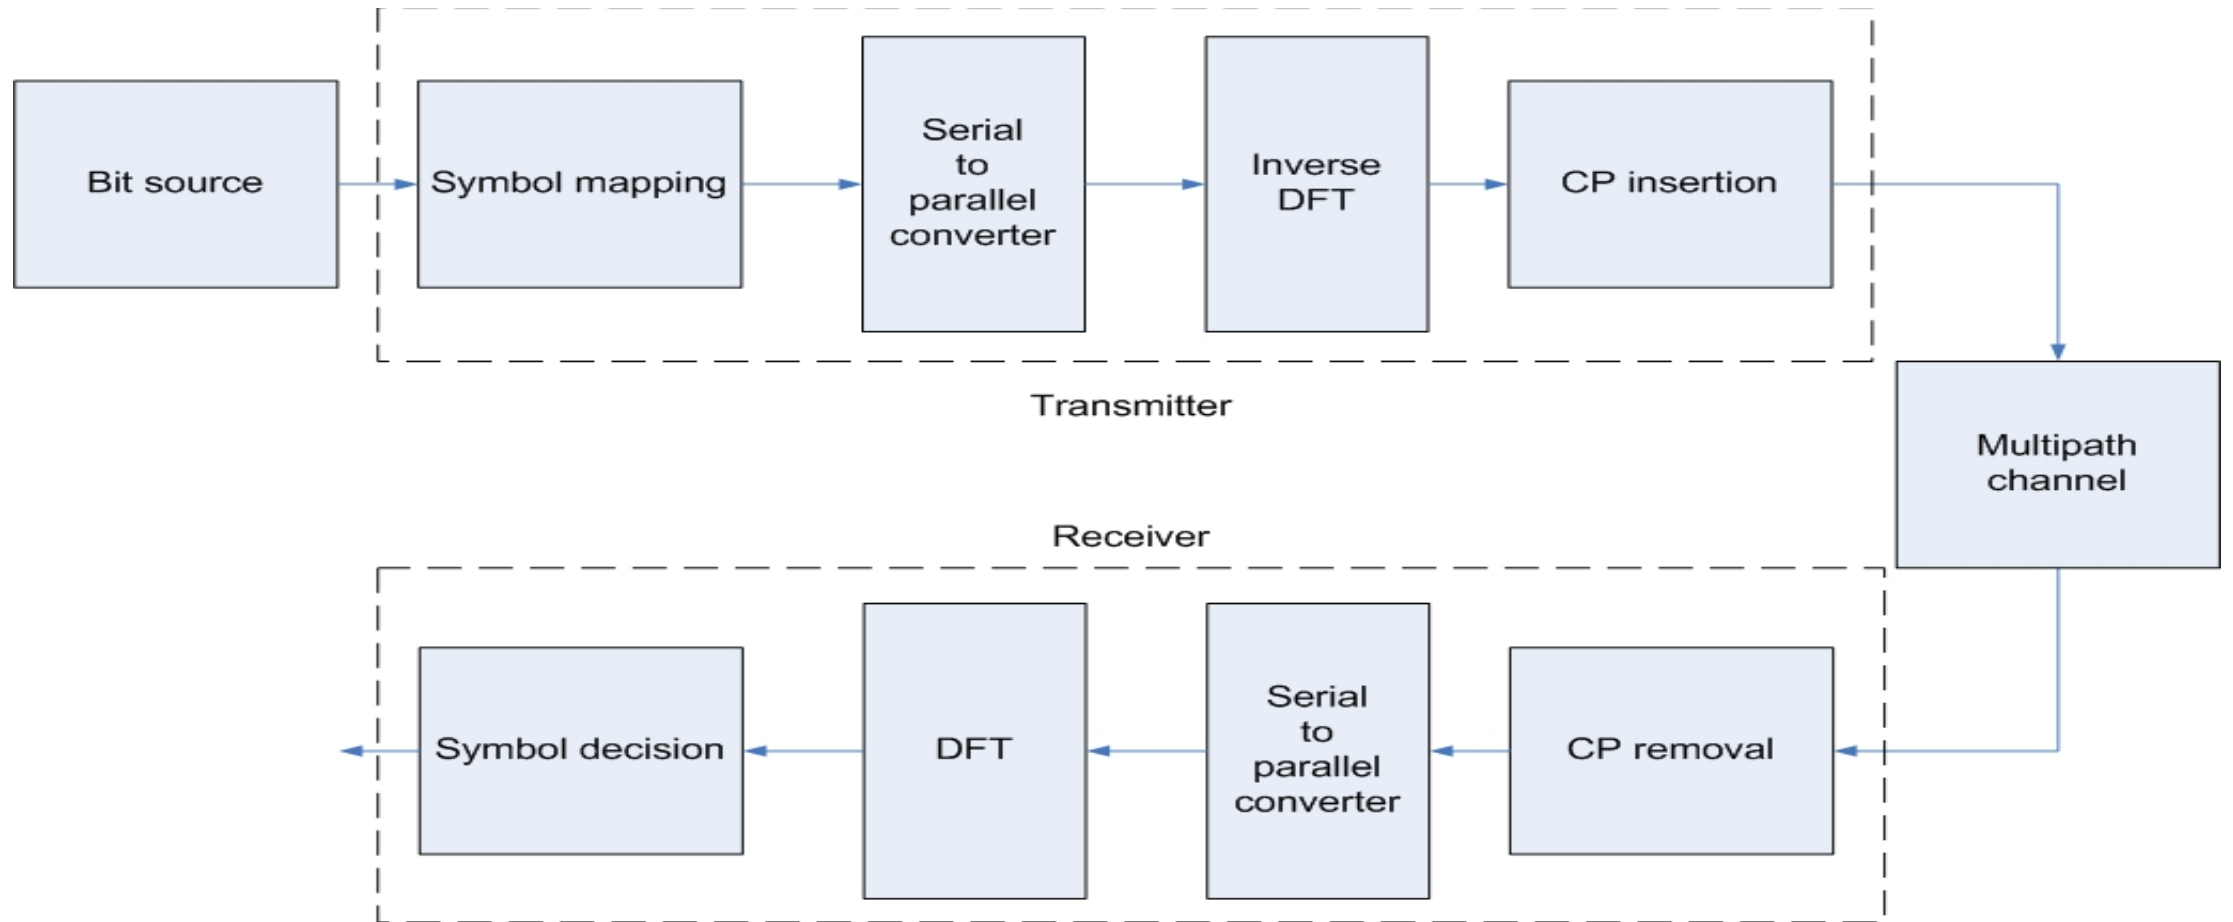 Bit source
Symbol mapping
Serial
to
parallel
converter
Inverse
DFT
CP insertion
Transmitter
Multipath
channel
Receiver
Symbol decision
DFT
Serial
to
parallel
converter
CP removal